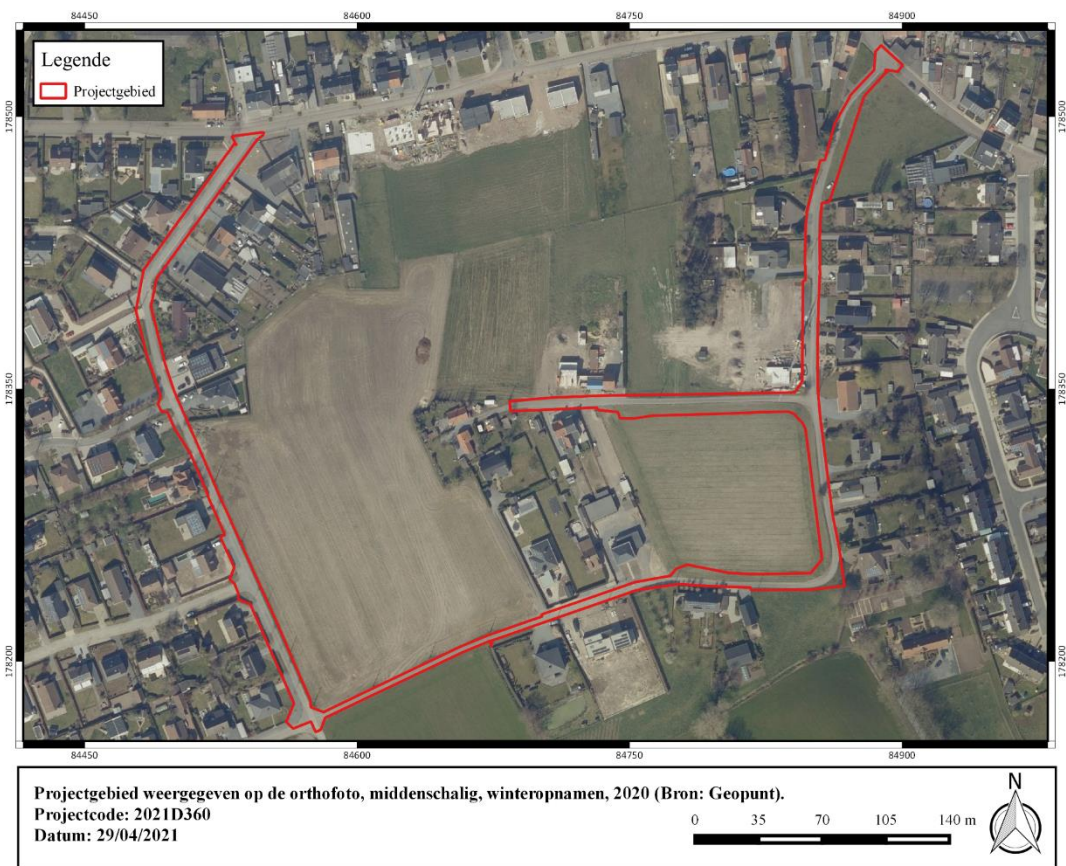 84450 84600 84750 84900
Legende
Projectgebied
178500 178500
178350 178350
178200 178200
84450 84600 84750 84900
Projectgebied weergegeven op de orthofoto, middenschalig, winteropnamen, 2020 (Bron: Geopunt).
Projectcode: 2021D360
Datum: 29/04/2021
0 35 70 105 140 m
N